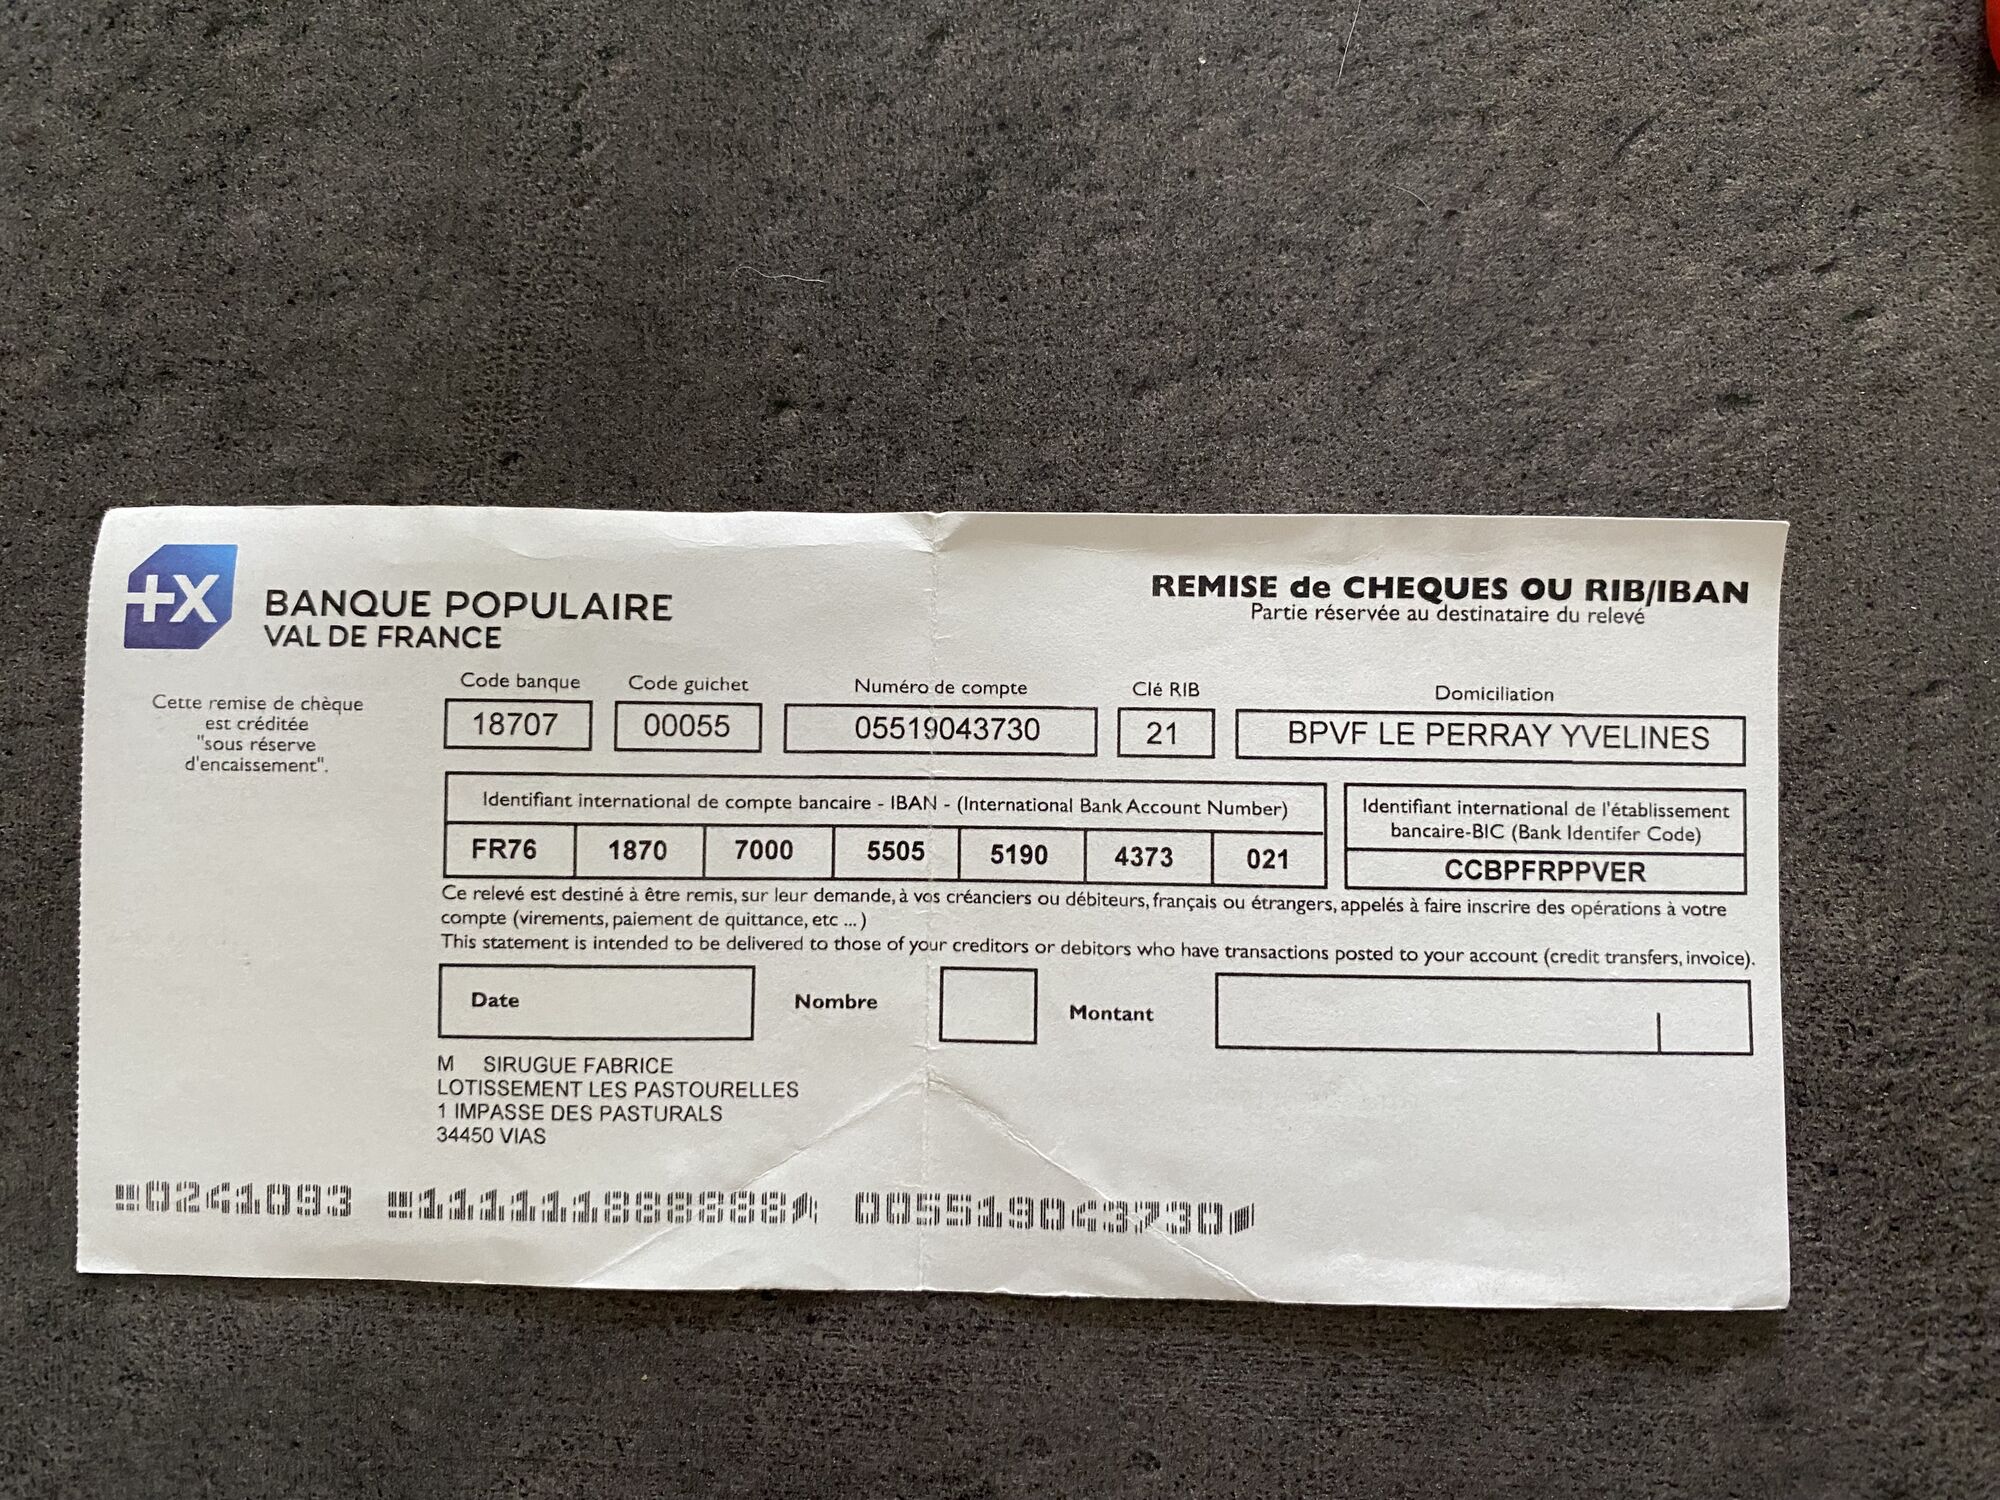 +X
BANQUE POPULAIRE
VAL DE FRANCE
REMISE de CHEQUES OU RIB/IBAN
Partie réservée au destinataire du relevé
Cette remise de chèque
est créditée
"sous réserve
d'encaissement".
Code banque Code guichet Numéro de compte Clé RIB Domiciliation
18707 00055 05519043730 21 BPVF LE PERRAY YVELINES
Identifiant international de compte bancaire - IBAN - (International Bank Account Number)
FR76 1870 7000 5505 5190 4373 021
Identifiant international de l'établissement
bancaire-BIC (Bank Identifer Code)
CCBPFRPPVER
Ce relevé est destiné à être remis, sur leur demande, à vos créanciers ou débiteurs, français ou étrangers, appelés à faire inscrire des opérations à votre
compte (virements, paiement de quittance, etc ...)
This statement is intended to be delivered to those of your creditors or debitors who have transactions posted to your account (credit transfers, invoice).
Date Nombre Montant
M SIRUGUE FABRICE
LOTISSEMENT LES PASTOURELLES
1 IMPASSE DES PASTURALS
34450 VIAS
0241093 111111888888 005519043730